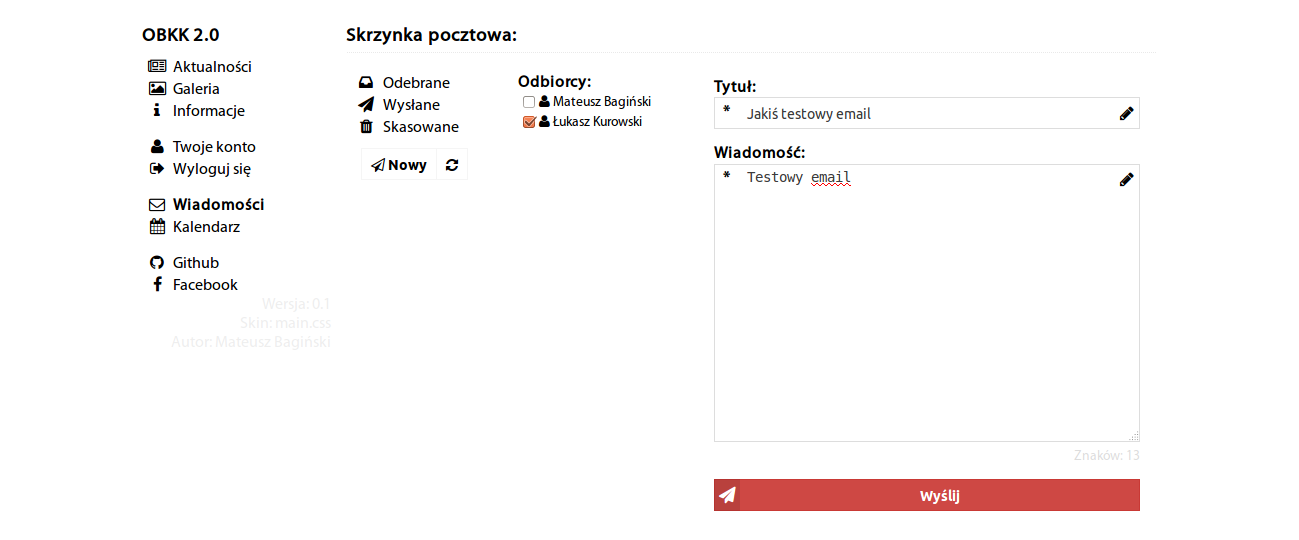 OBKK 2.0
Aktualności
Galeria
Informacje
Twoje konto
Wyloguj się
Wiadomości
Kalendarz
Github
Facebook
Wersja: 0.1
Skin: main.css
Autor: Mateusz Bagiński
Skrzynka pocztowa:
Odebrane
Wysłane
Skasowane
Nowy
Odbiorcy:
Mateusz Bagiński
Łukasz Kurowski
Tytuł:
* Jakiś testowy email
Wiadomość:
* Testowy email
Znaków: 13
Wyślij